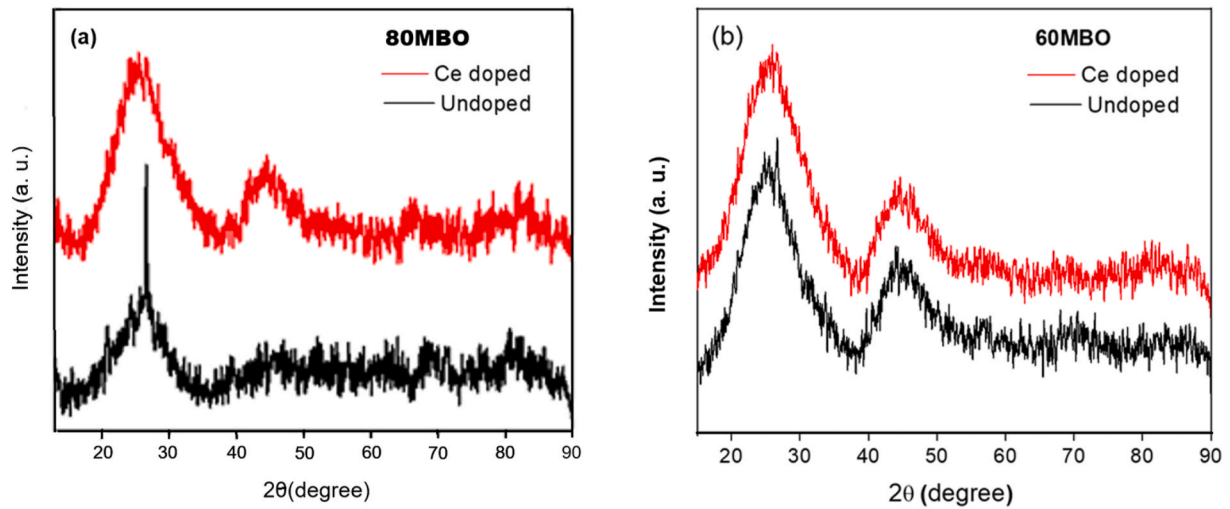 (a)
80MBO
Ce doped
Undoped
Intensity (a. u.)
20 30 40 50 60 70 80 90
2θ(degree)
(b)
60MBO
Ce doped
Undoped
Intensity (a. u.)
20 30 40 50 60 70 80 90
2θ (degree)